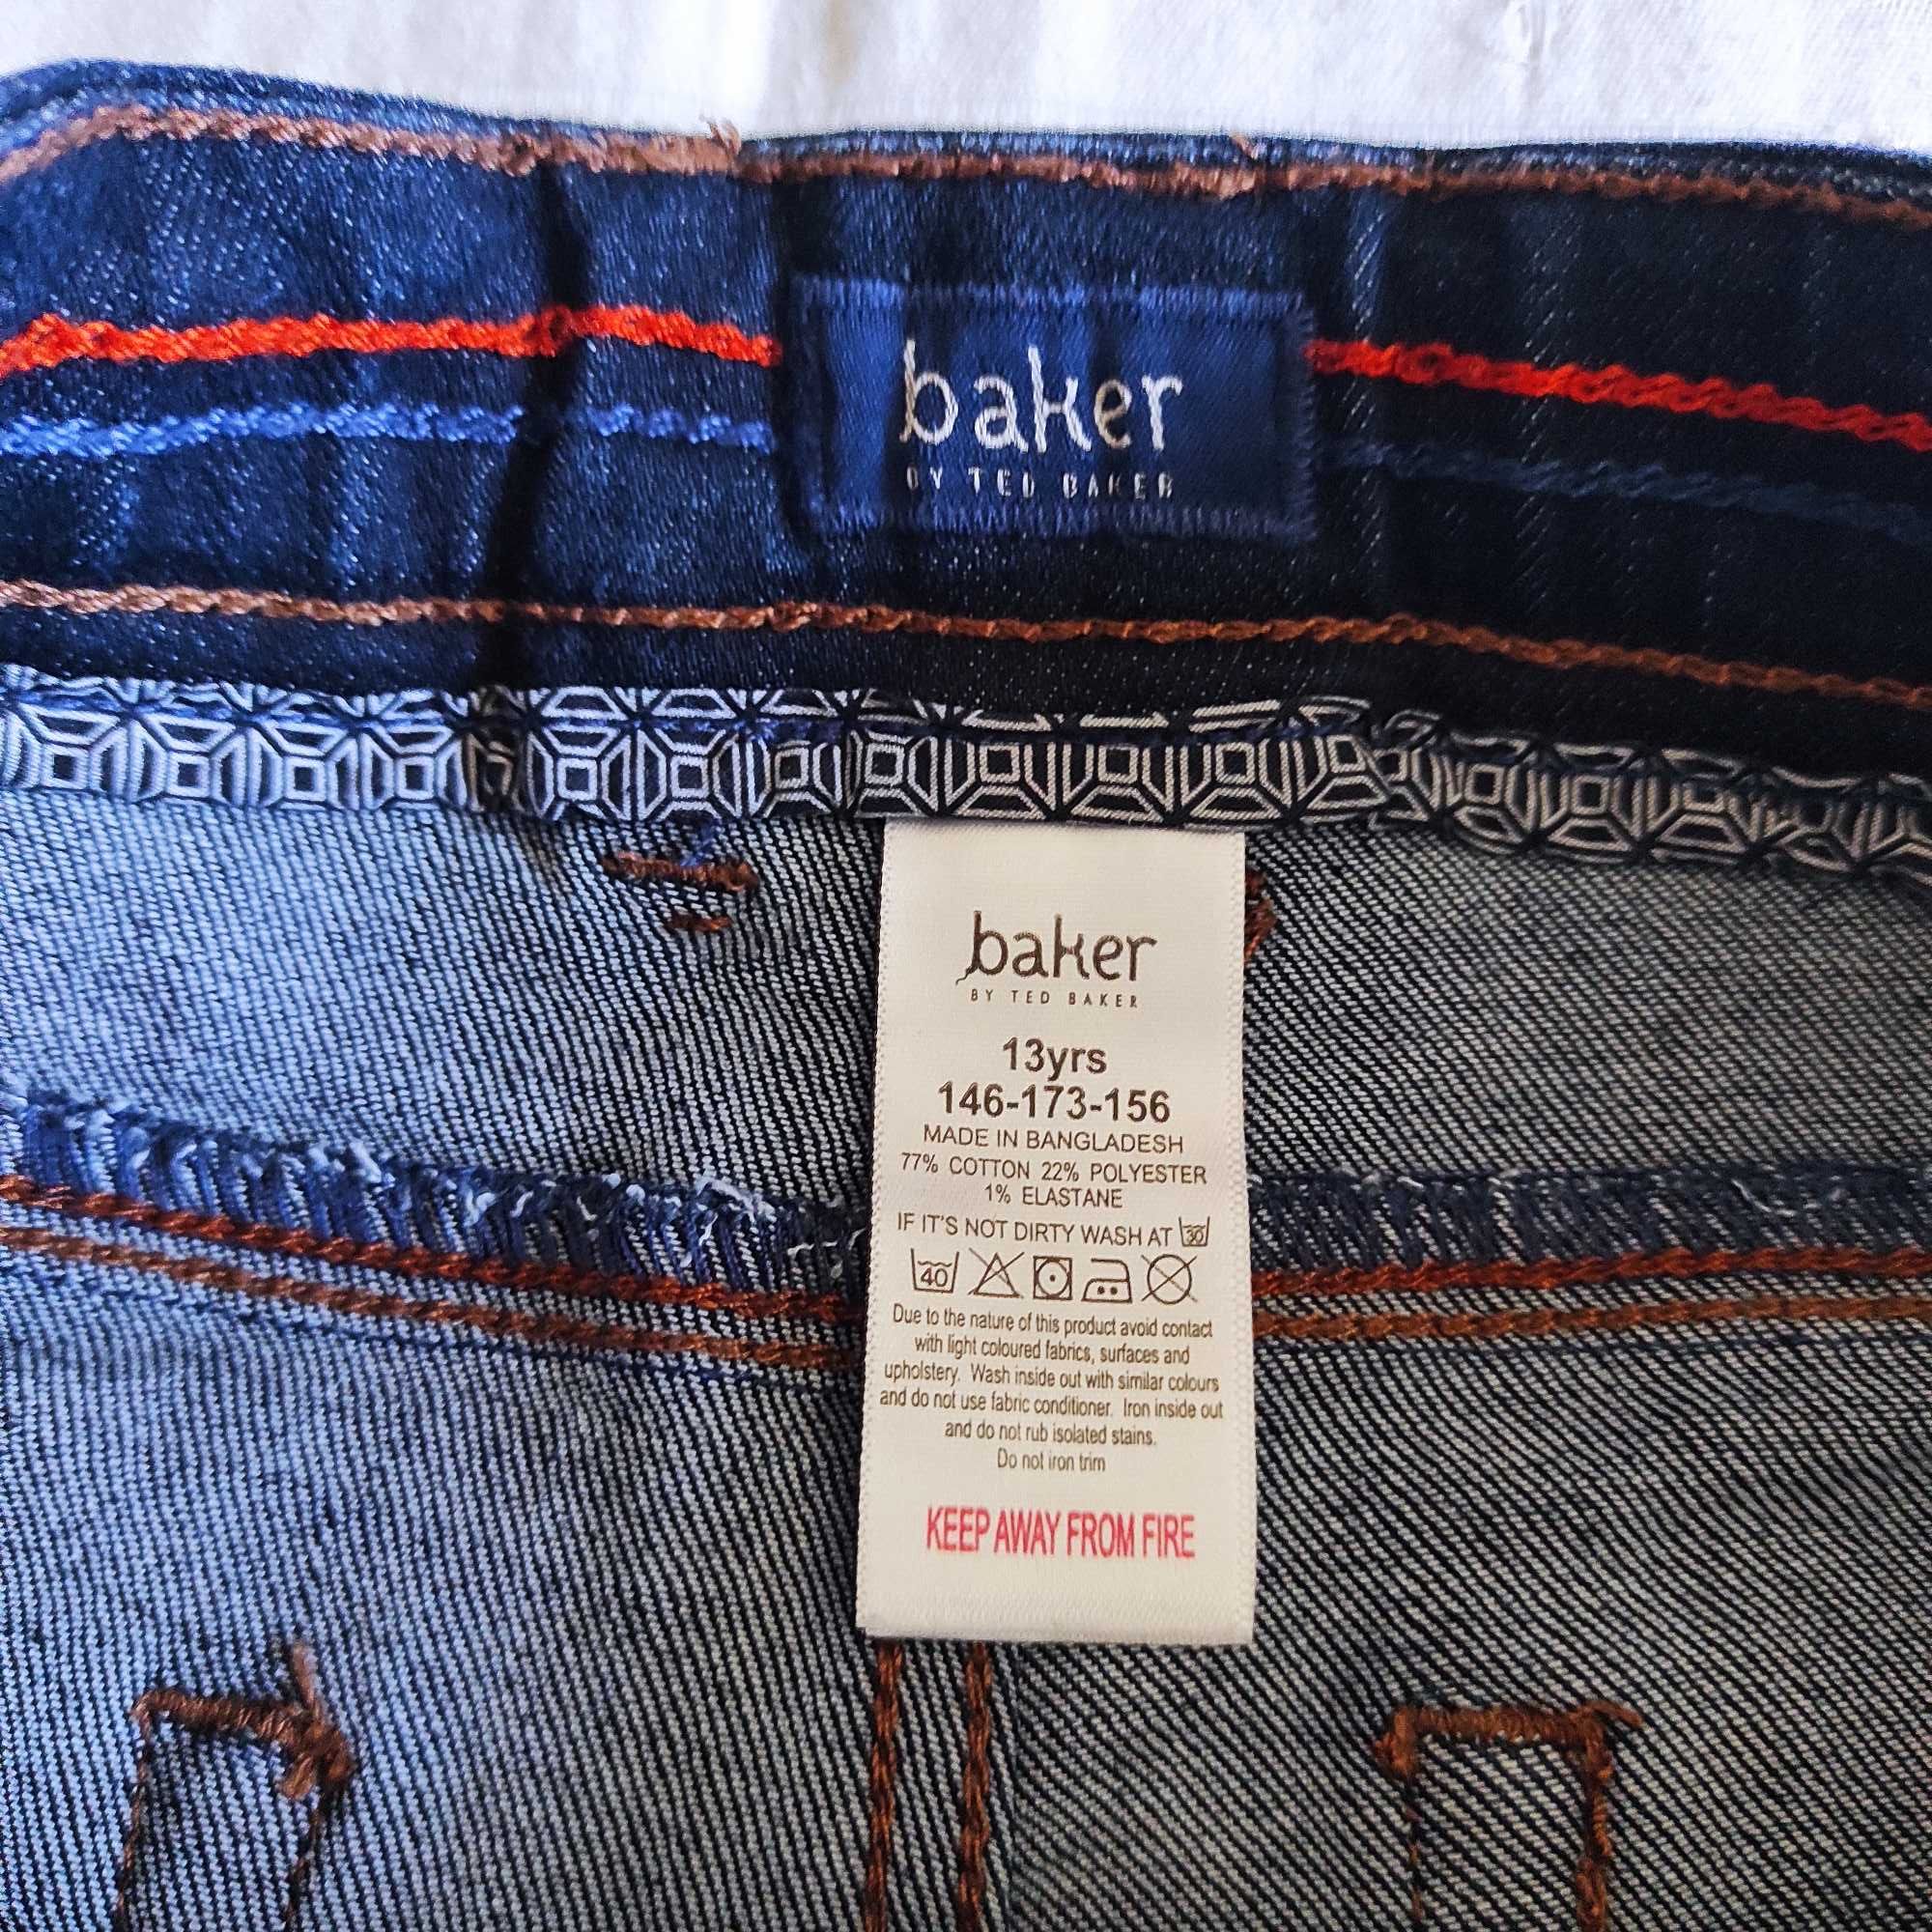 baker
BY TED BAKER
baker
BY TED BAKER
13yrs
146-173-156
MADE IN BANGLADESH
77% COTTON 22% POLYESTER
1% ELASTANE
IF IT'S NOT DIRTY WASH AT 30
40
Due to the nature of this product avoid contact
with light coloured fabrics, surfaces and
upholstery. Wash inside out with similar colours
and do not use fabric conditioner. Iron inside out
and do not rub isolated stains.
Do not iron trim
KEEP AWAY FROM FIRE